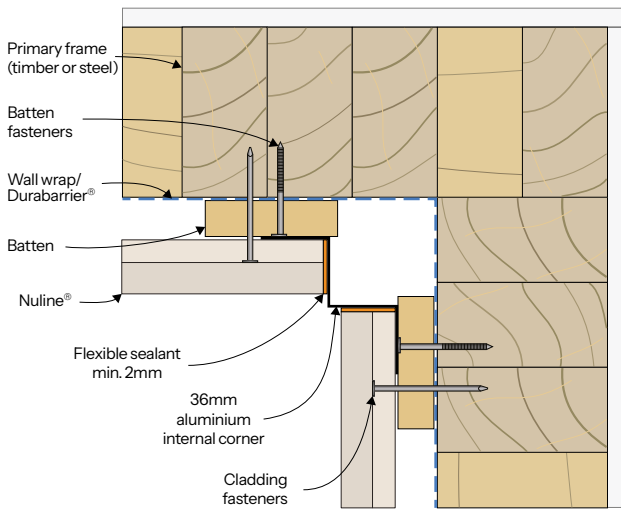 Primary frame
(timber or steel)
Batten
fasteners
Wall wrap/
Durabarrier®
Batten
Nuline®
Flexible sealant
min. 2mm
36mm
aluminium
internal corner
Cladding
fasteners